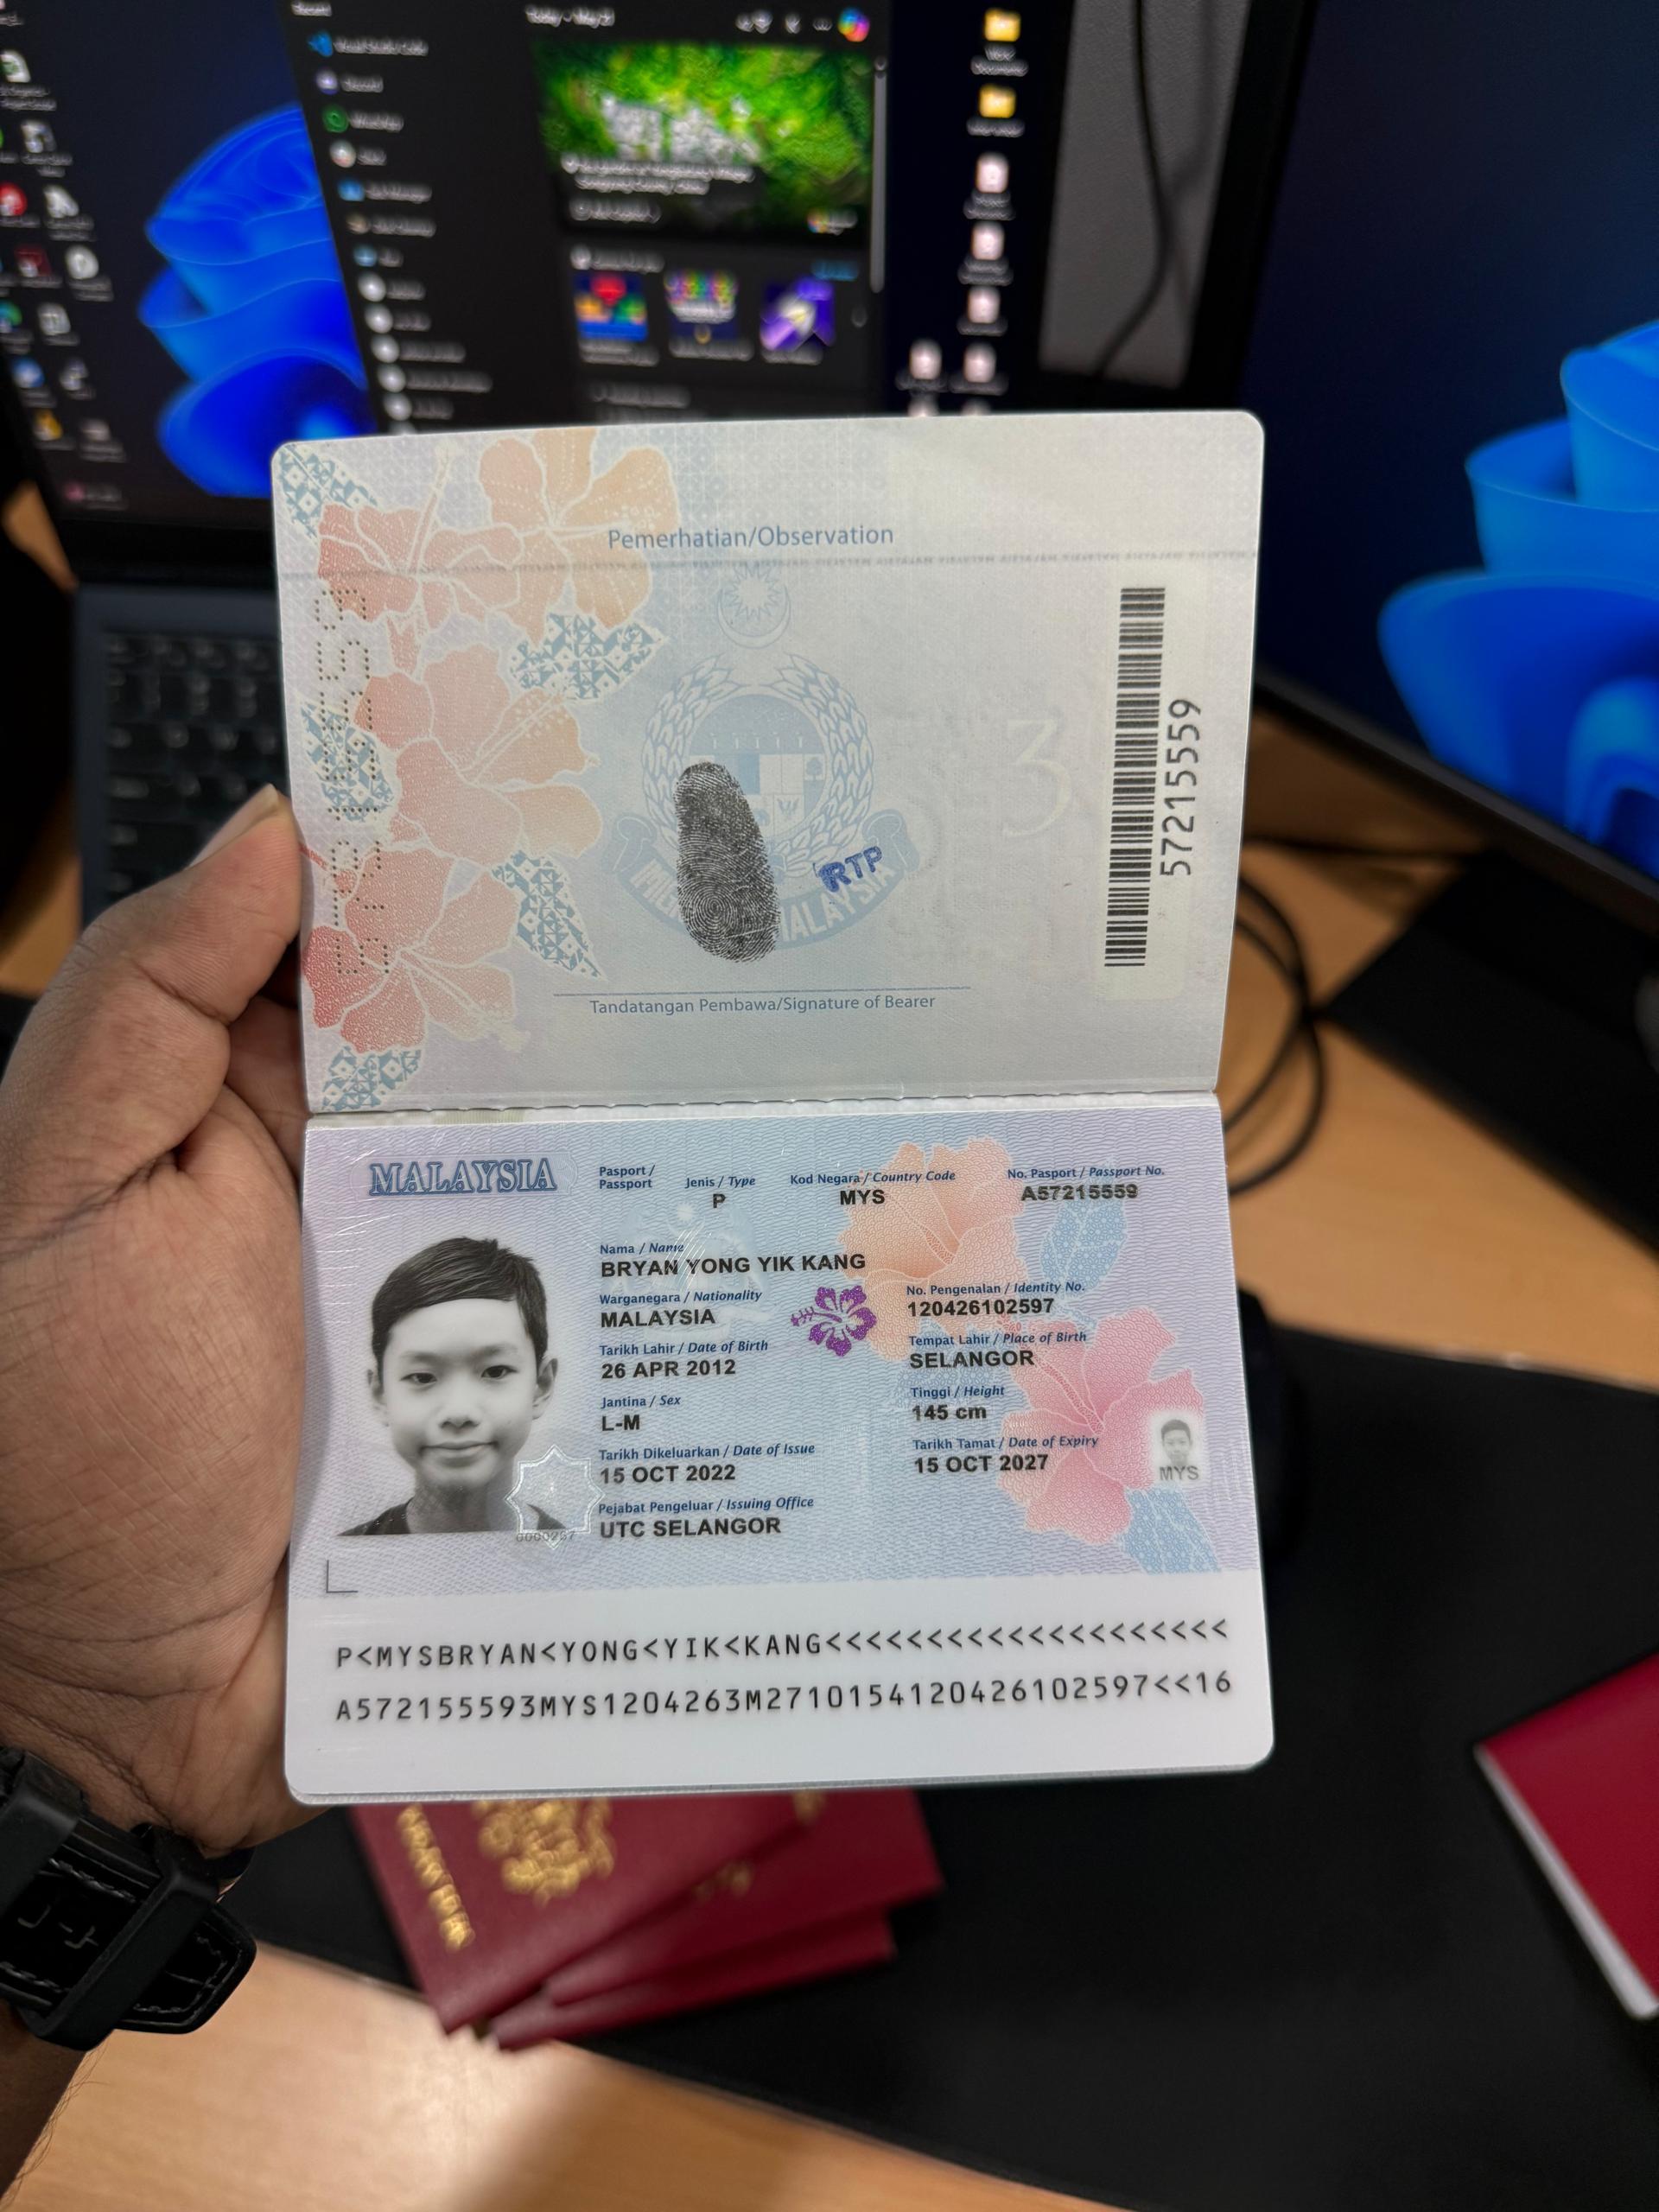 Pemerhatian/Observation
57215559
RTP
MALAYSIA
Tandatangan Pembawa/Signature of Bearer
MALAYSIA
Pasport / Passport
Jenis / Type
P
Kod Negara / Country Code
MYS
No. Pasport / Passport No.
A57215559
Nama / Name
BRYAN YONG YIK KANG
Warganegara / Nationality
MALAYSIA
No. Pengenalan / Identity No.
120426102597
Tarikh Lahir / Date of Birth
26 APR 2012
Tempat Lahir / Place of Birth
SELANGOR
Jantina / Sex
L-M
Tinggi / Height
145 cm
Tarikh Dikeluarkan / Date of Issue
15 OCT 2022
Tarikh Tamat / Date of Expiry
15 OCT 2027
MYS
Pejabat Pengeluar / Issuing Office
UTC SELANGOR
P<MYSBRYAN<YONG<YIK<KANG<<<<<<<<<<<<<<<<<<<<
A572155593MYS1204263M2710154120426102597<<16